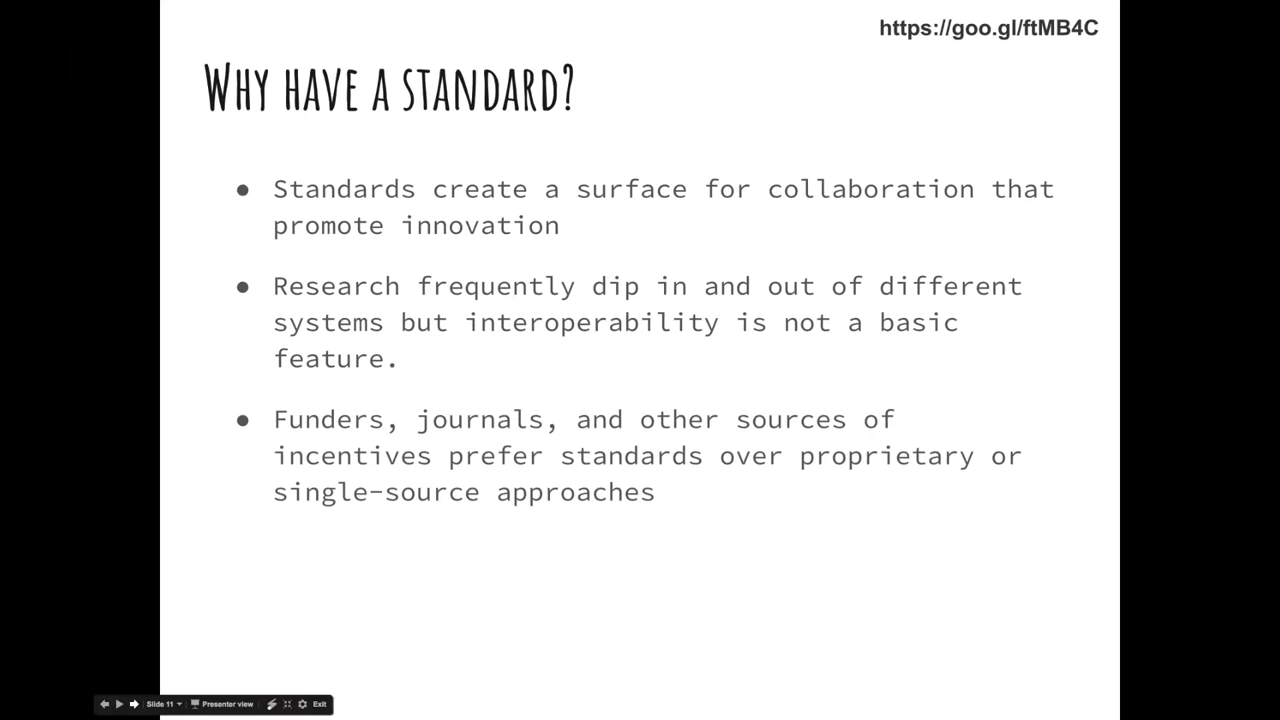 https://goo.gl/ftMB4C
WHY HAVE A STANDARD?
● Standards create a surface for collaboration that
promote innovation
● Research frequently dip in and out of different
systems but interoperability is not a basic
feature.
● Funders, journals, and other sources of
incentives prefer standards over proprietary or
single-source approaches
Slide 11 Presenter view Exit